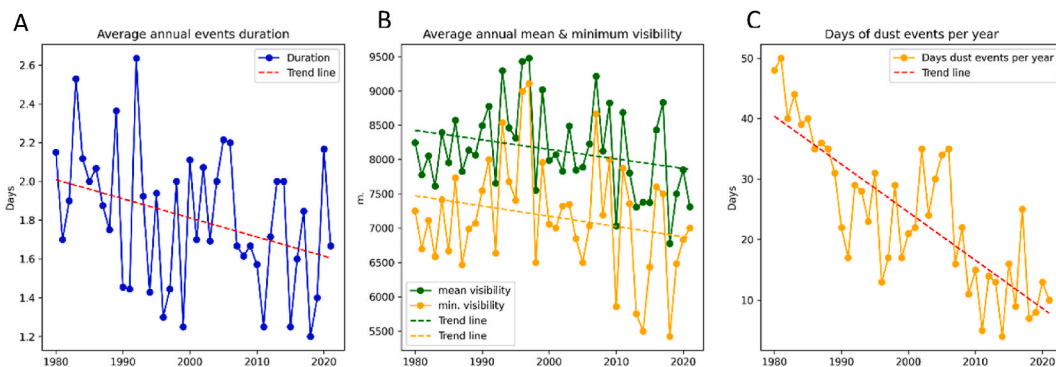 A
Average annual events duration
Duration
Trend line
2.6
2.4
2.2
2.0
1.8
1.6
1.4
1.2
Days
1980
1990
2000
2010
2020
B
Average annual mean & minimum visibility
9500
9000
8500
8000
7500
7000
6500
6000
5500
m.
mean visibility
min. visibility
Trend line
Trend line
1980
1990
2000
2010
2020
C
Days of dust events per year
Days dust events per year
Trend line
50
40
30
20
10
Days
1980
1990
2000
2010
2020